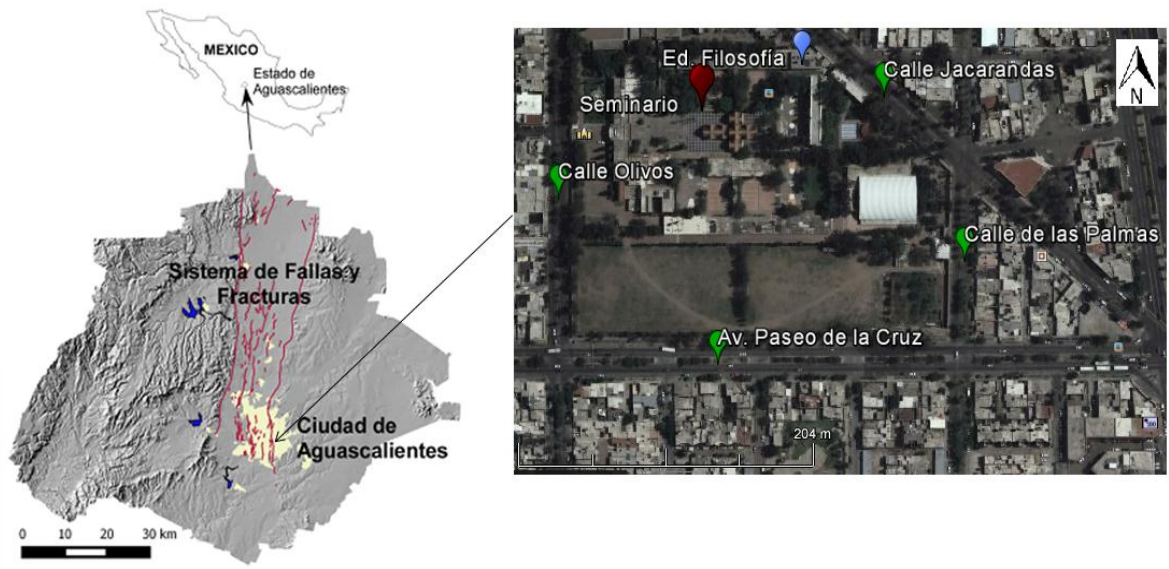 MEXICO
Estado de
Aguascalientes
Sistema de Fallas y
Fracturas
Ciudad de
Aguascalientes
0 10 20 30 km
Ed. Filosofía
Calle Jacarandas
Seminario
N
Calle Olivos
Calle de las Palmas
Av. Paseo de la Cruz
204 m